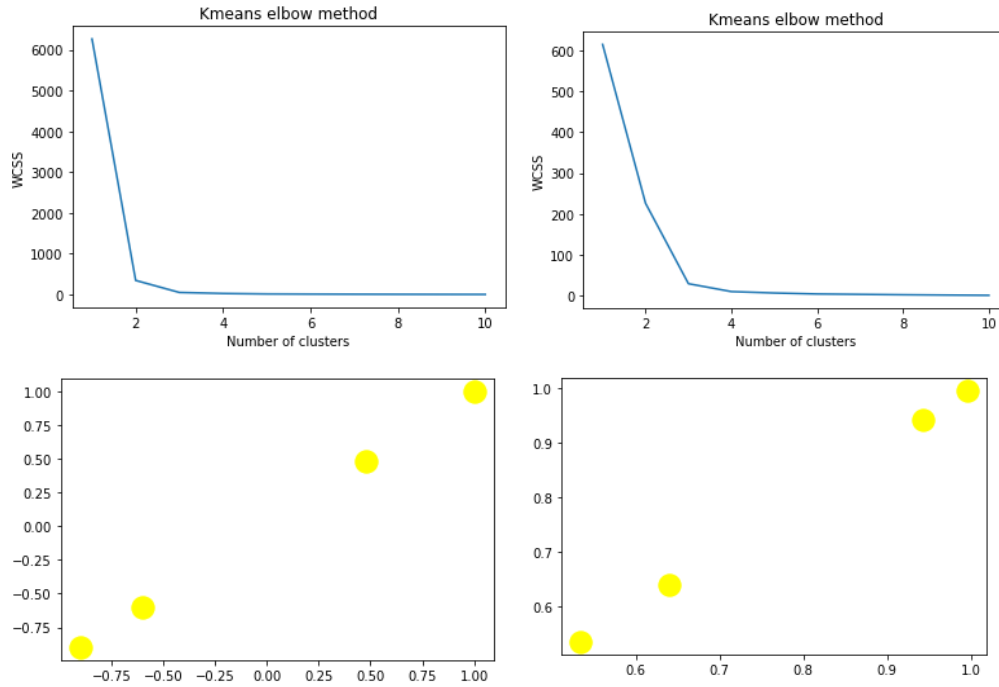 Kmeans elbow method
6000
5000
4000
3000
2000
1000
0
WCSS
2 4 6 8 10
Number of clusters
Kmeans elbow method
600
500
400
300
200
100
0
WCSS
2 4 6 8 10
Number of clusters
1.00
0.75
0.50
0.25
0.00
−0.25
−0.50
−0.75
−0.75 −0.50 −0.25 0.00 0.25 0.50 0.75 1.00
1.0
0.9
0.8
0.7
0.6
0.6 0.7 0.8 0.9 1.0